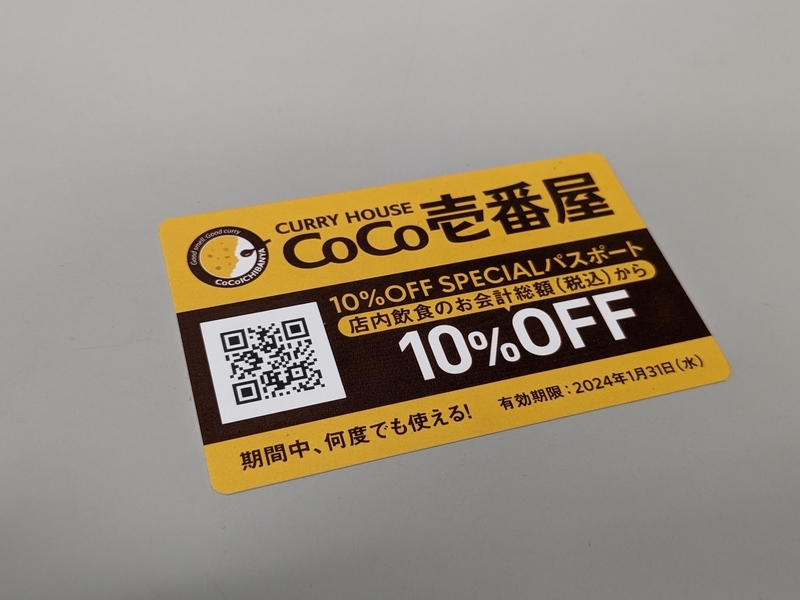 Good smell, Good curry
CoCoICHIBANYA
CURRY HOUSE
CoCo壱番屋
10%OFF SPECIALパスポート
店内飲食のお会計総額(税込)から
10%OFF
期間中、何度でも使える!
有効期限:2024年1月31日(水)